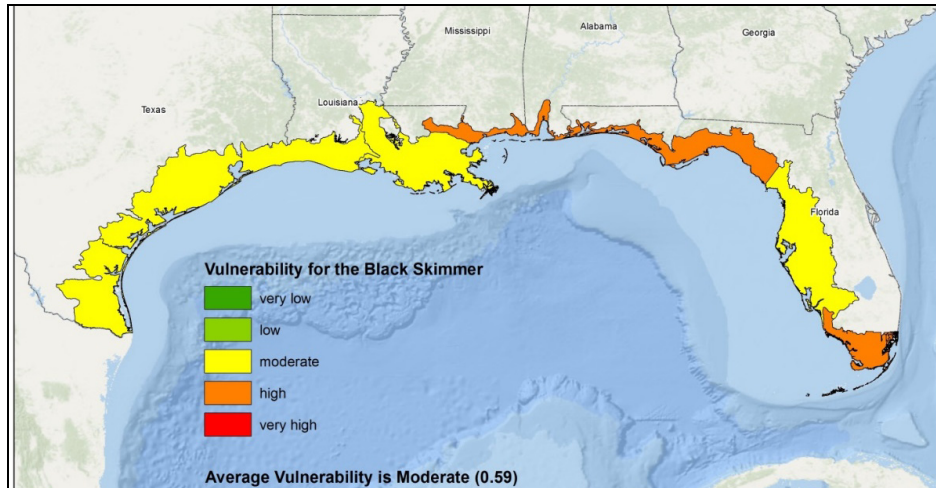 Mississippi
Alabama
Georgia
Texas
Louisiana
Florida
Vulnerability for the Black Skimmer
very low
low
moderate
high
very high
Average Vulnerability is Moderate (0.59)